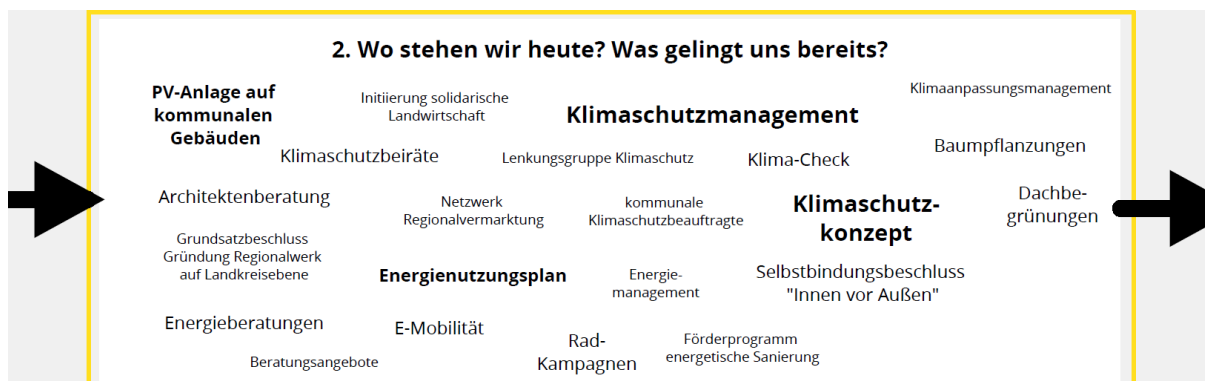 2. Wo stehen wir heute? Was gelingt uns bereits?
PV-Anlage auf
kommunalen
Gebäuden
Initiierung solidarische
Landwirtschaft
Klimaschutzmanagement
Klimaanpassungsmanagement
Klimaschutzbeiräte
Lenkungsgruppe Klimaschutz
Klima-Check
Baumpflanzungen
Architektenberatung
Netzwerk
Regionalvermarktung
kommunale
Klimaschutzbeauftragte
Klimaschutz-
konzept
Dachbe-
grünungen
Grundsatzbeschluss
Gründung Regionalwerk
auf Landkreisebene
Energienutzungsplan
Energie-
management
Selbstbindungsbeschluss
"Innen vor Außen"
Energieberatungen
E-Mobilität
Rad-
Kampagnen
Förderprogramm
energetische Sanierung
Beratungsangebote